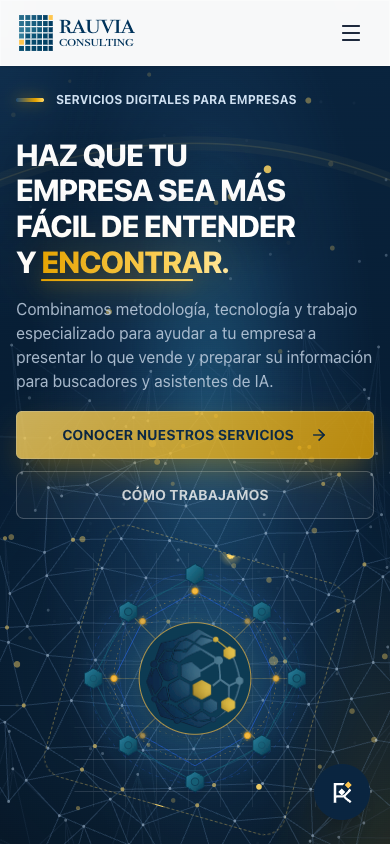 RAUVIA
CONSULTING
SERVICIOS DIGITALES PARA EMPRESAS
HAZ QUE TU
EMPRESA SEA MÁS
FÁCIL DE ENTENDER
Y ENCONTRAR.
Combinamos metodología, tecnología y trabajo
especializado para ayudar a tu empresa a
presentar lo que vende y preparar su información
para buscadores y asistentes de IA.
CONOCER NUESTROS SERVICIOS →
CÓMO TRABAJAMOS